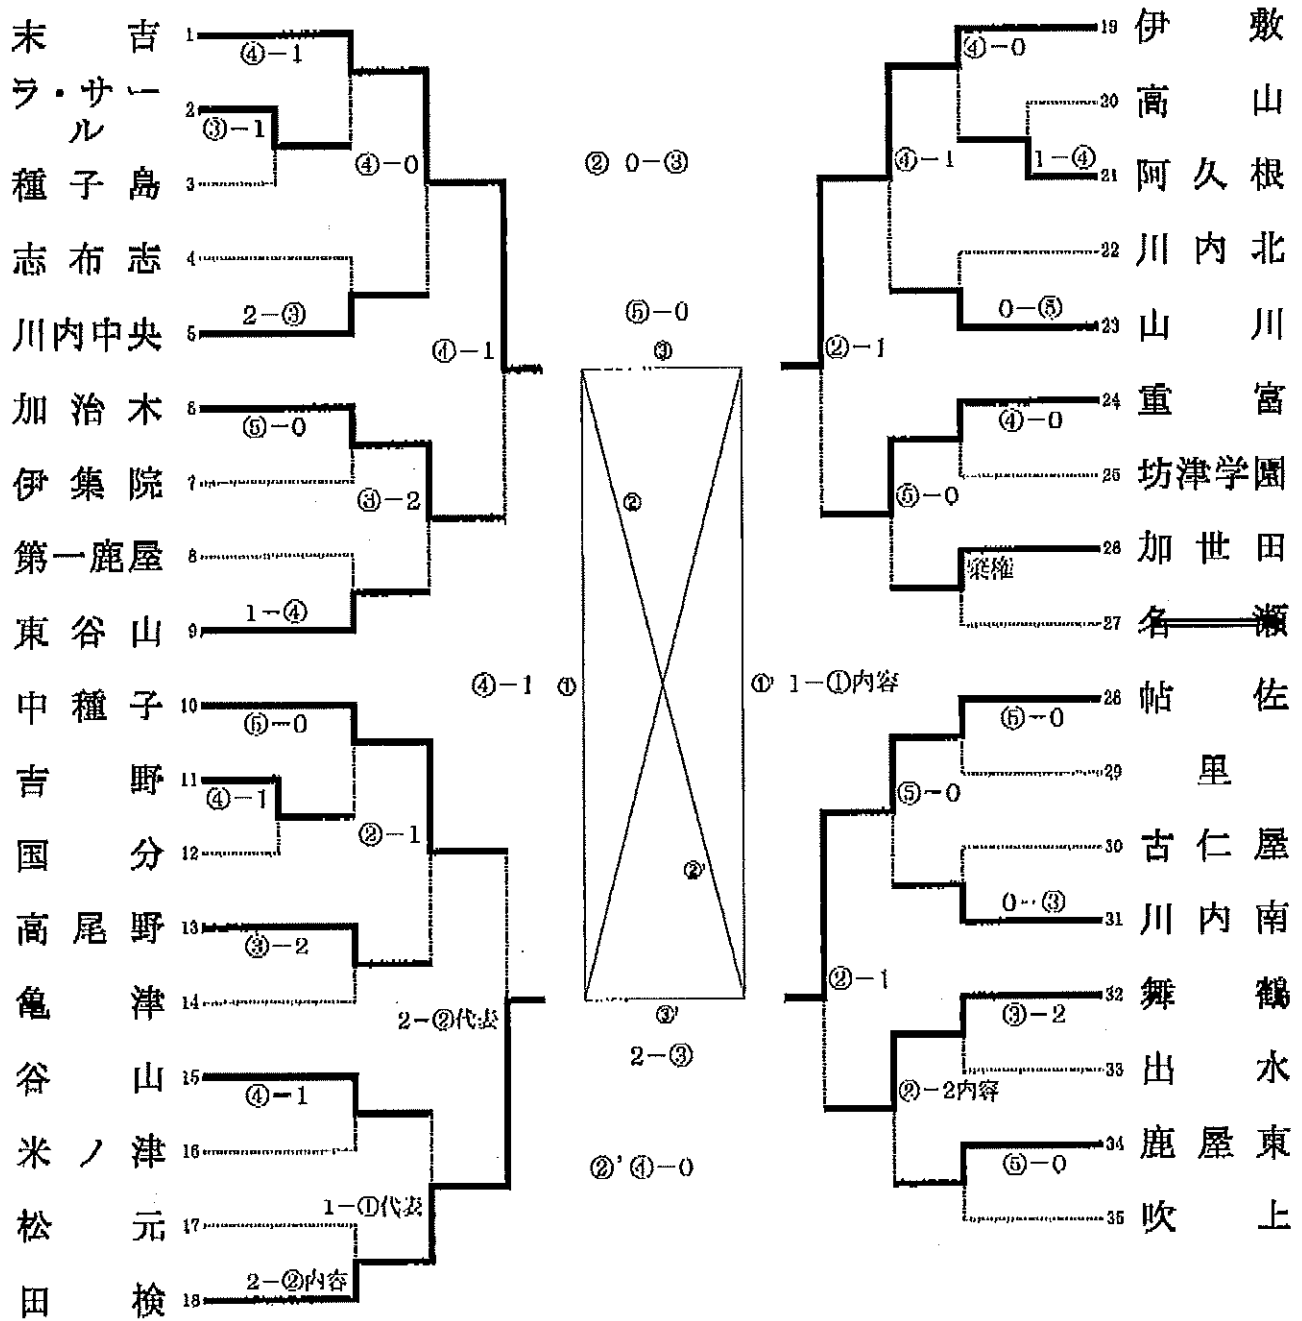 末吉 1
④-1
ラ・サール 2
③-1
種子島 3
④-0
志布志 4
2-③
川内中央 5
④-1
加治木 6
⑤-0
伊集院 7
③-2
第一鹿屋 8
1-④
東谷山 9
中種子 10
⑤-0
吉野 11
④-1
②-1
国分 12
高尾野 13
③-2
亀津 14
2-②代表
谷山 15
④-1
米ノ津 16
1-①代表
松元 17
2-②内容
田検 18
② 0-③
⑤-0
③
②
④-1 ①
①' 1-①内容
②'
③'
2-③
②' ④-0
19 伊敷
④-0
20 高山
1-④
21 阿久根
④-1
22 川内北
0-⑤
23 山川
②-1
24 重富
④-0
25 坊津学園
⑤-0
26 加世田
棄権
27 名瀬
28 帖佐
⑤-0
29 里
⑤-0
30 古仁屋
0-③
31 川内南
②-1
32 舞鶴
③-2
33 出水
②-2内容
34 鹿屋東
⑤-0
35 吹上